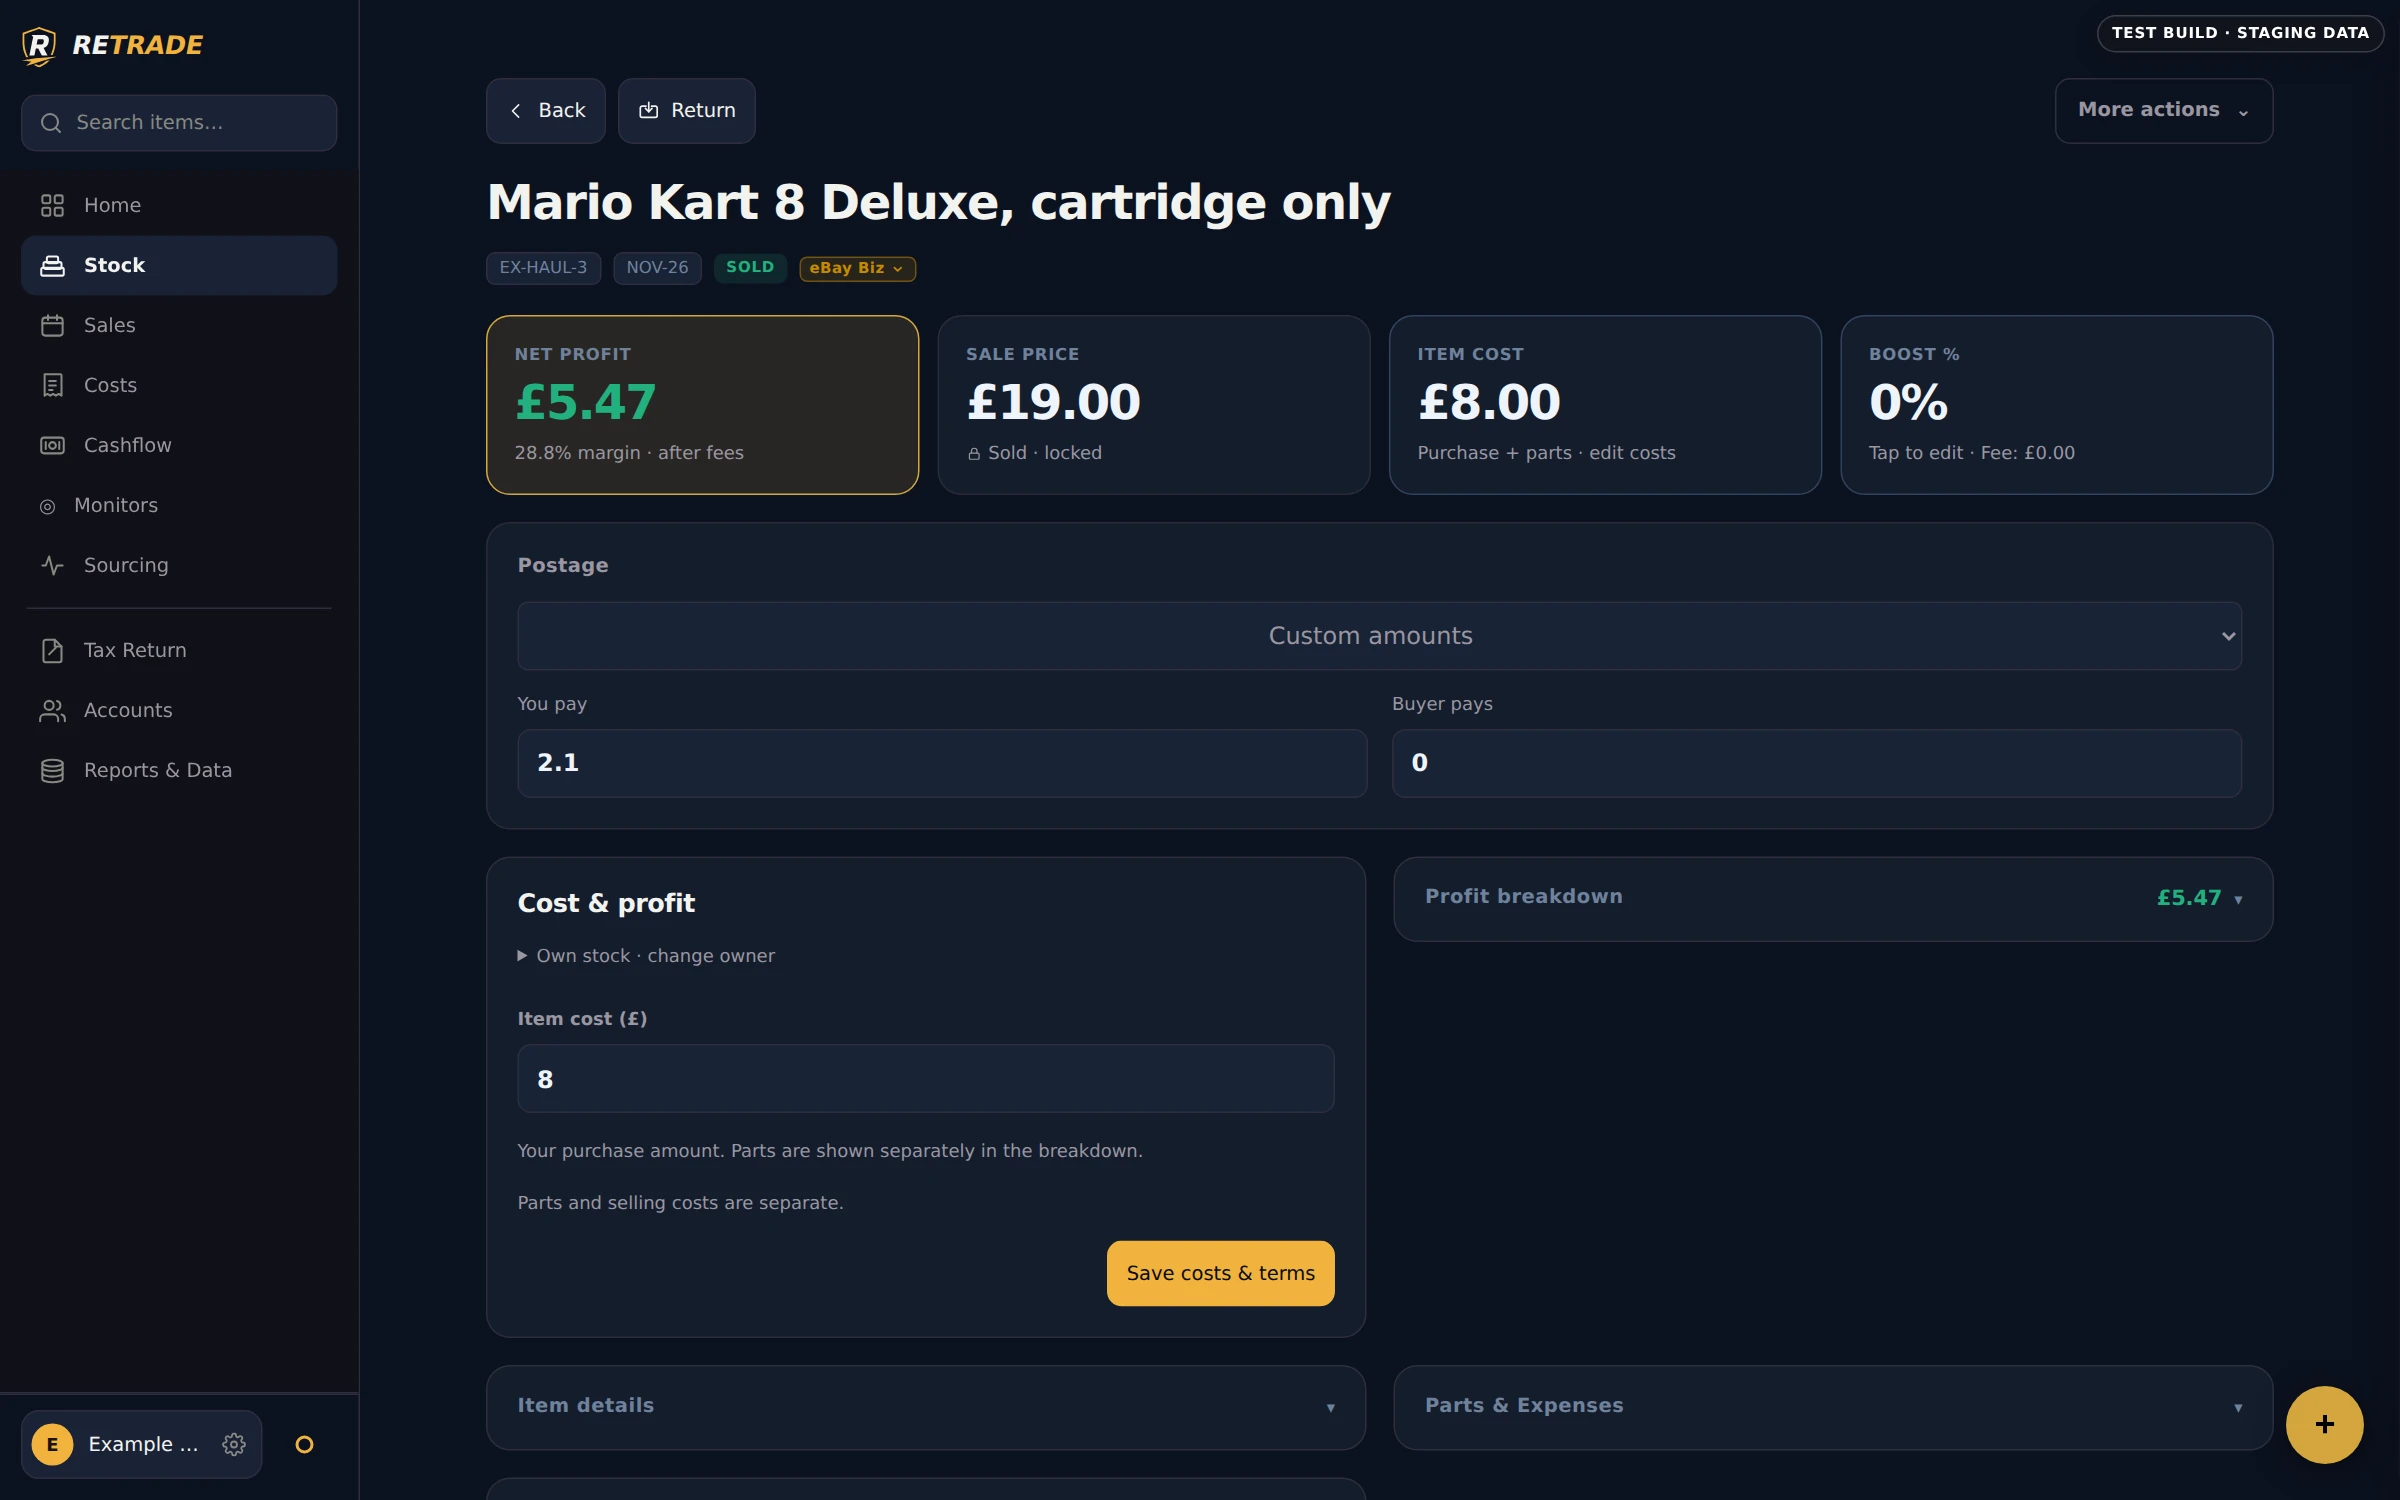 RETRADE
Search items...
Home
Stock
Sales
Costs
Cashflow
Monitors
Sourcing
Tax Return
Accounts
Reports & Data
E
Example ...
TEST BUILD · STAGING DATA
Back
Return
More actions
Mario Kart 8 Deluxe, cartridge only
EX-HAUL-3
NOV-26
SOLD
eBay Biz
NET PROFIT
£5.47
28.8% margin · after fees
SALE PRICE
£19.00
Sold · locked
ITEM COST
£8.00
Purchase + parts · edit costs
BOOST %
0%
Tap to edit · Fee: £0.00
Postage
Custom amounts
You pay
2.1
Buyer pays
0
Cost & profit
Own stock · change owner
Item cost (£)
8
Your purchase amount. Parts are shown separately in the breakdown.
Parts and selling costs are separate.
Save costs & terms
Profit breakdown
£5.47
Item details
Parts & Expenses
+